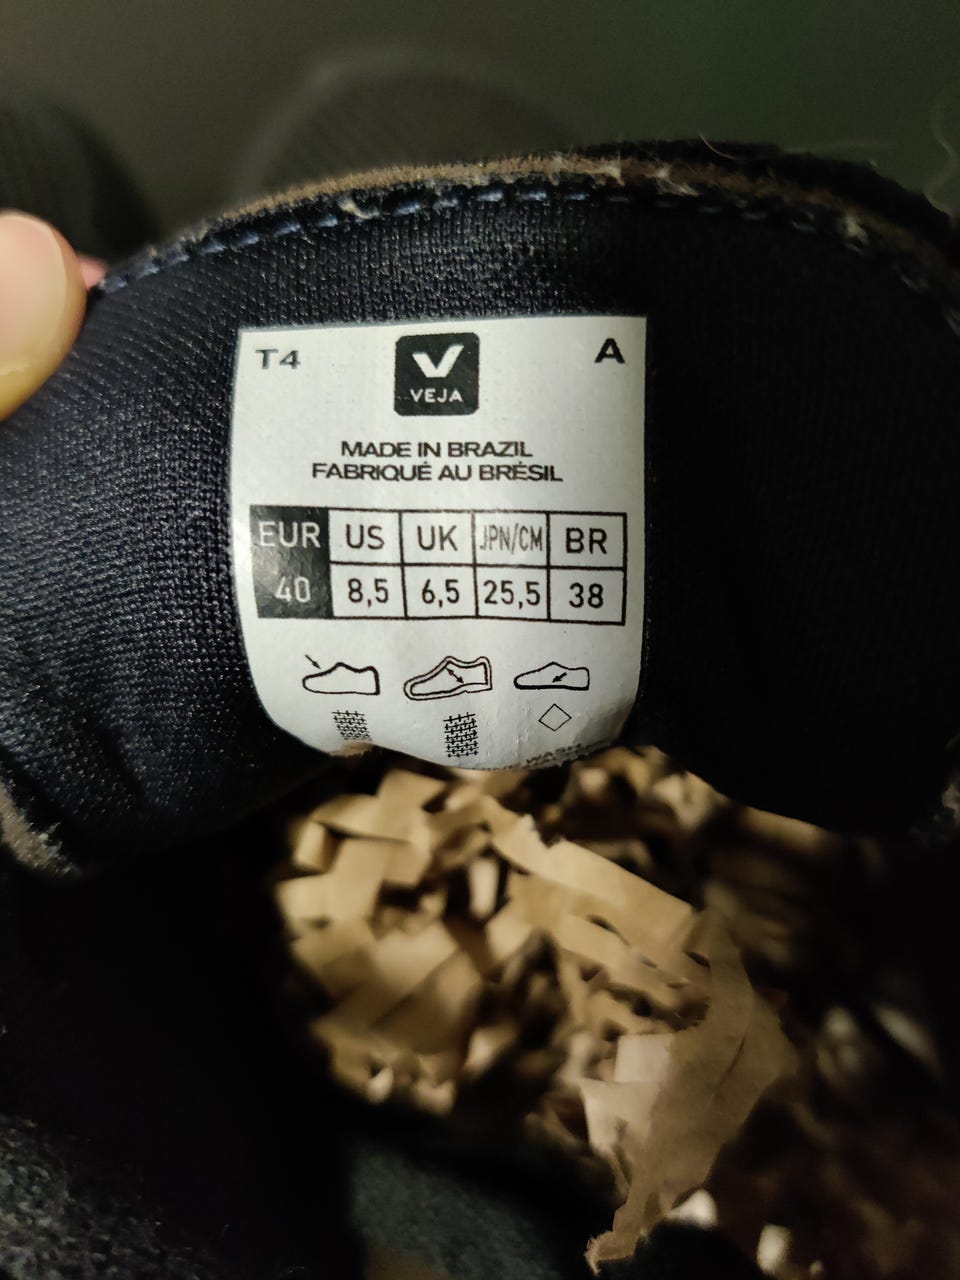 T4
A
V
VEJA
MADE IN BRAZIL
FABRIQUÉ AU BRÉSIL
EUR US UK JPN/CM BR
40 8,5 6,5 25,5 38
WASH